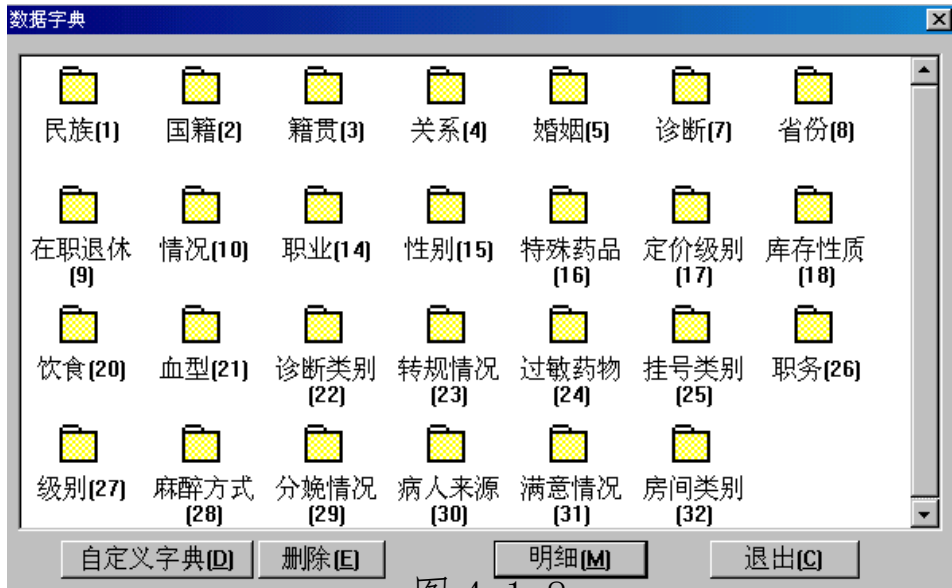 数据字典
民族(1) 国籍(2) 籍贯(3) 关系(4) 婚姻(5) 诊断(7) 省份(8)
在职退休 情况(10) 职业(14) 性别(15) 特殊药品 定价级别 库存性质
(9) (16) (17) (18)
饮食(20) 血型(21) 诊断类别 转规情况 过敏药物 挂号类别 职务(26)
(22) (23) (24) (25)
级别(27) 麻醉方式 分娩情况 病人来源 满意情况 房间类别
(28) (29) (30) (31) (32)
自定义字典(D) 删除(E) 明细(M) 退出(C)